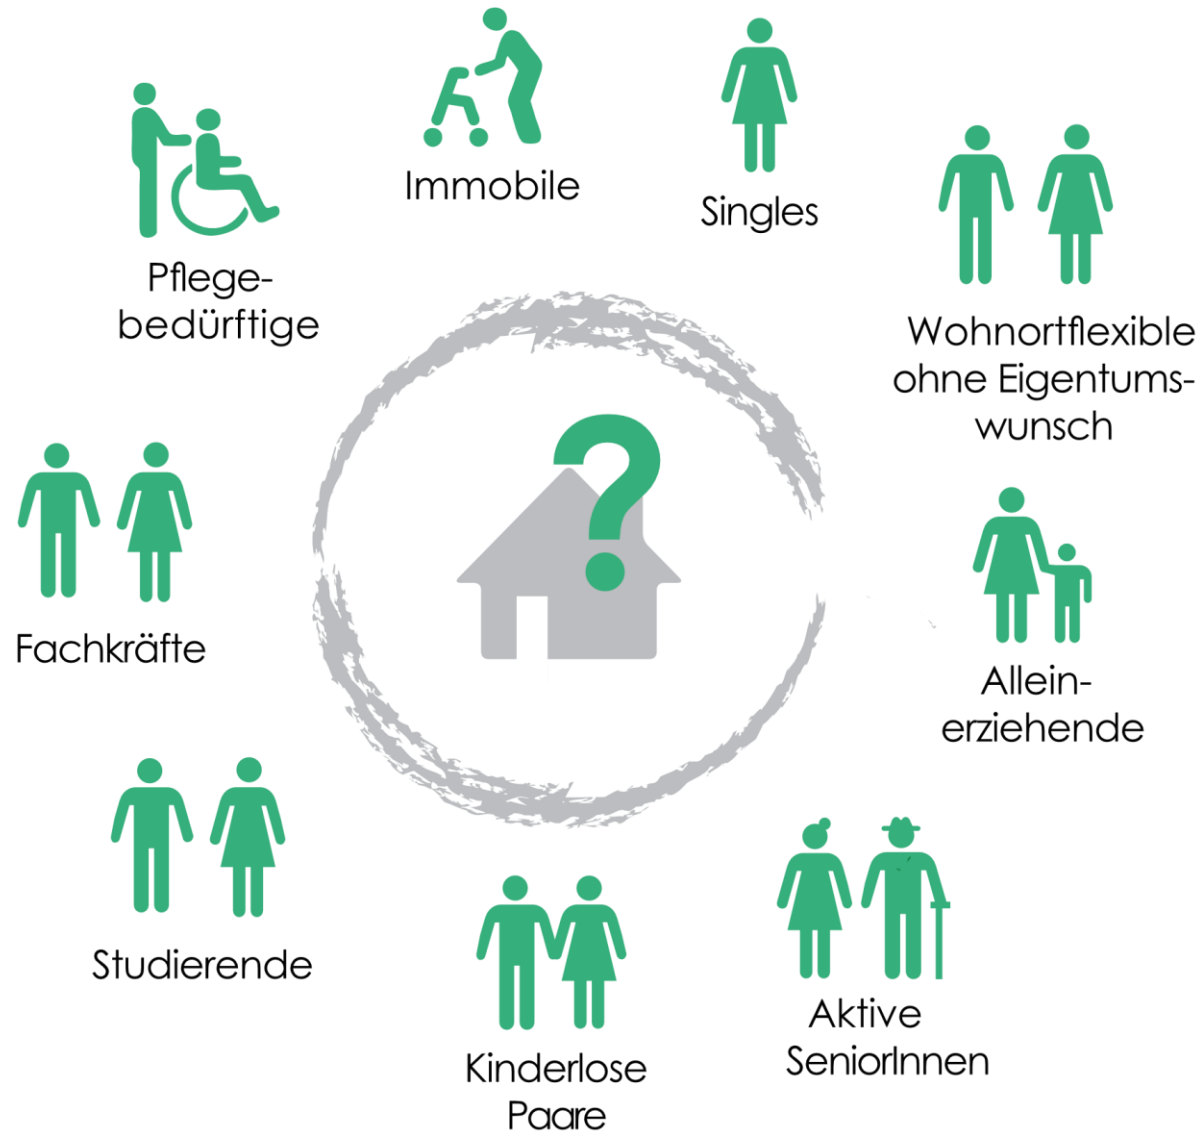 Immobile
Singles
Pflege-
bedürftige
Wohnortflexible
ohne Eigentums-
wunsch
?
Fachkräfte
Allein-
erziehende
Studierende
Aktive
SeniorInnen
Kinderlose
Paare